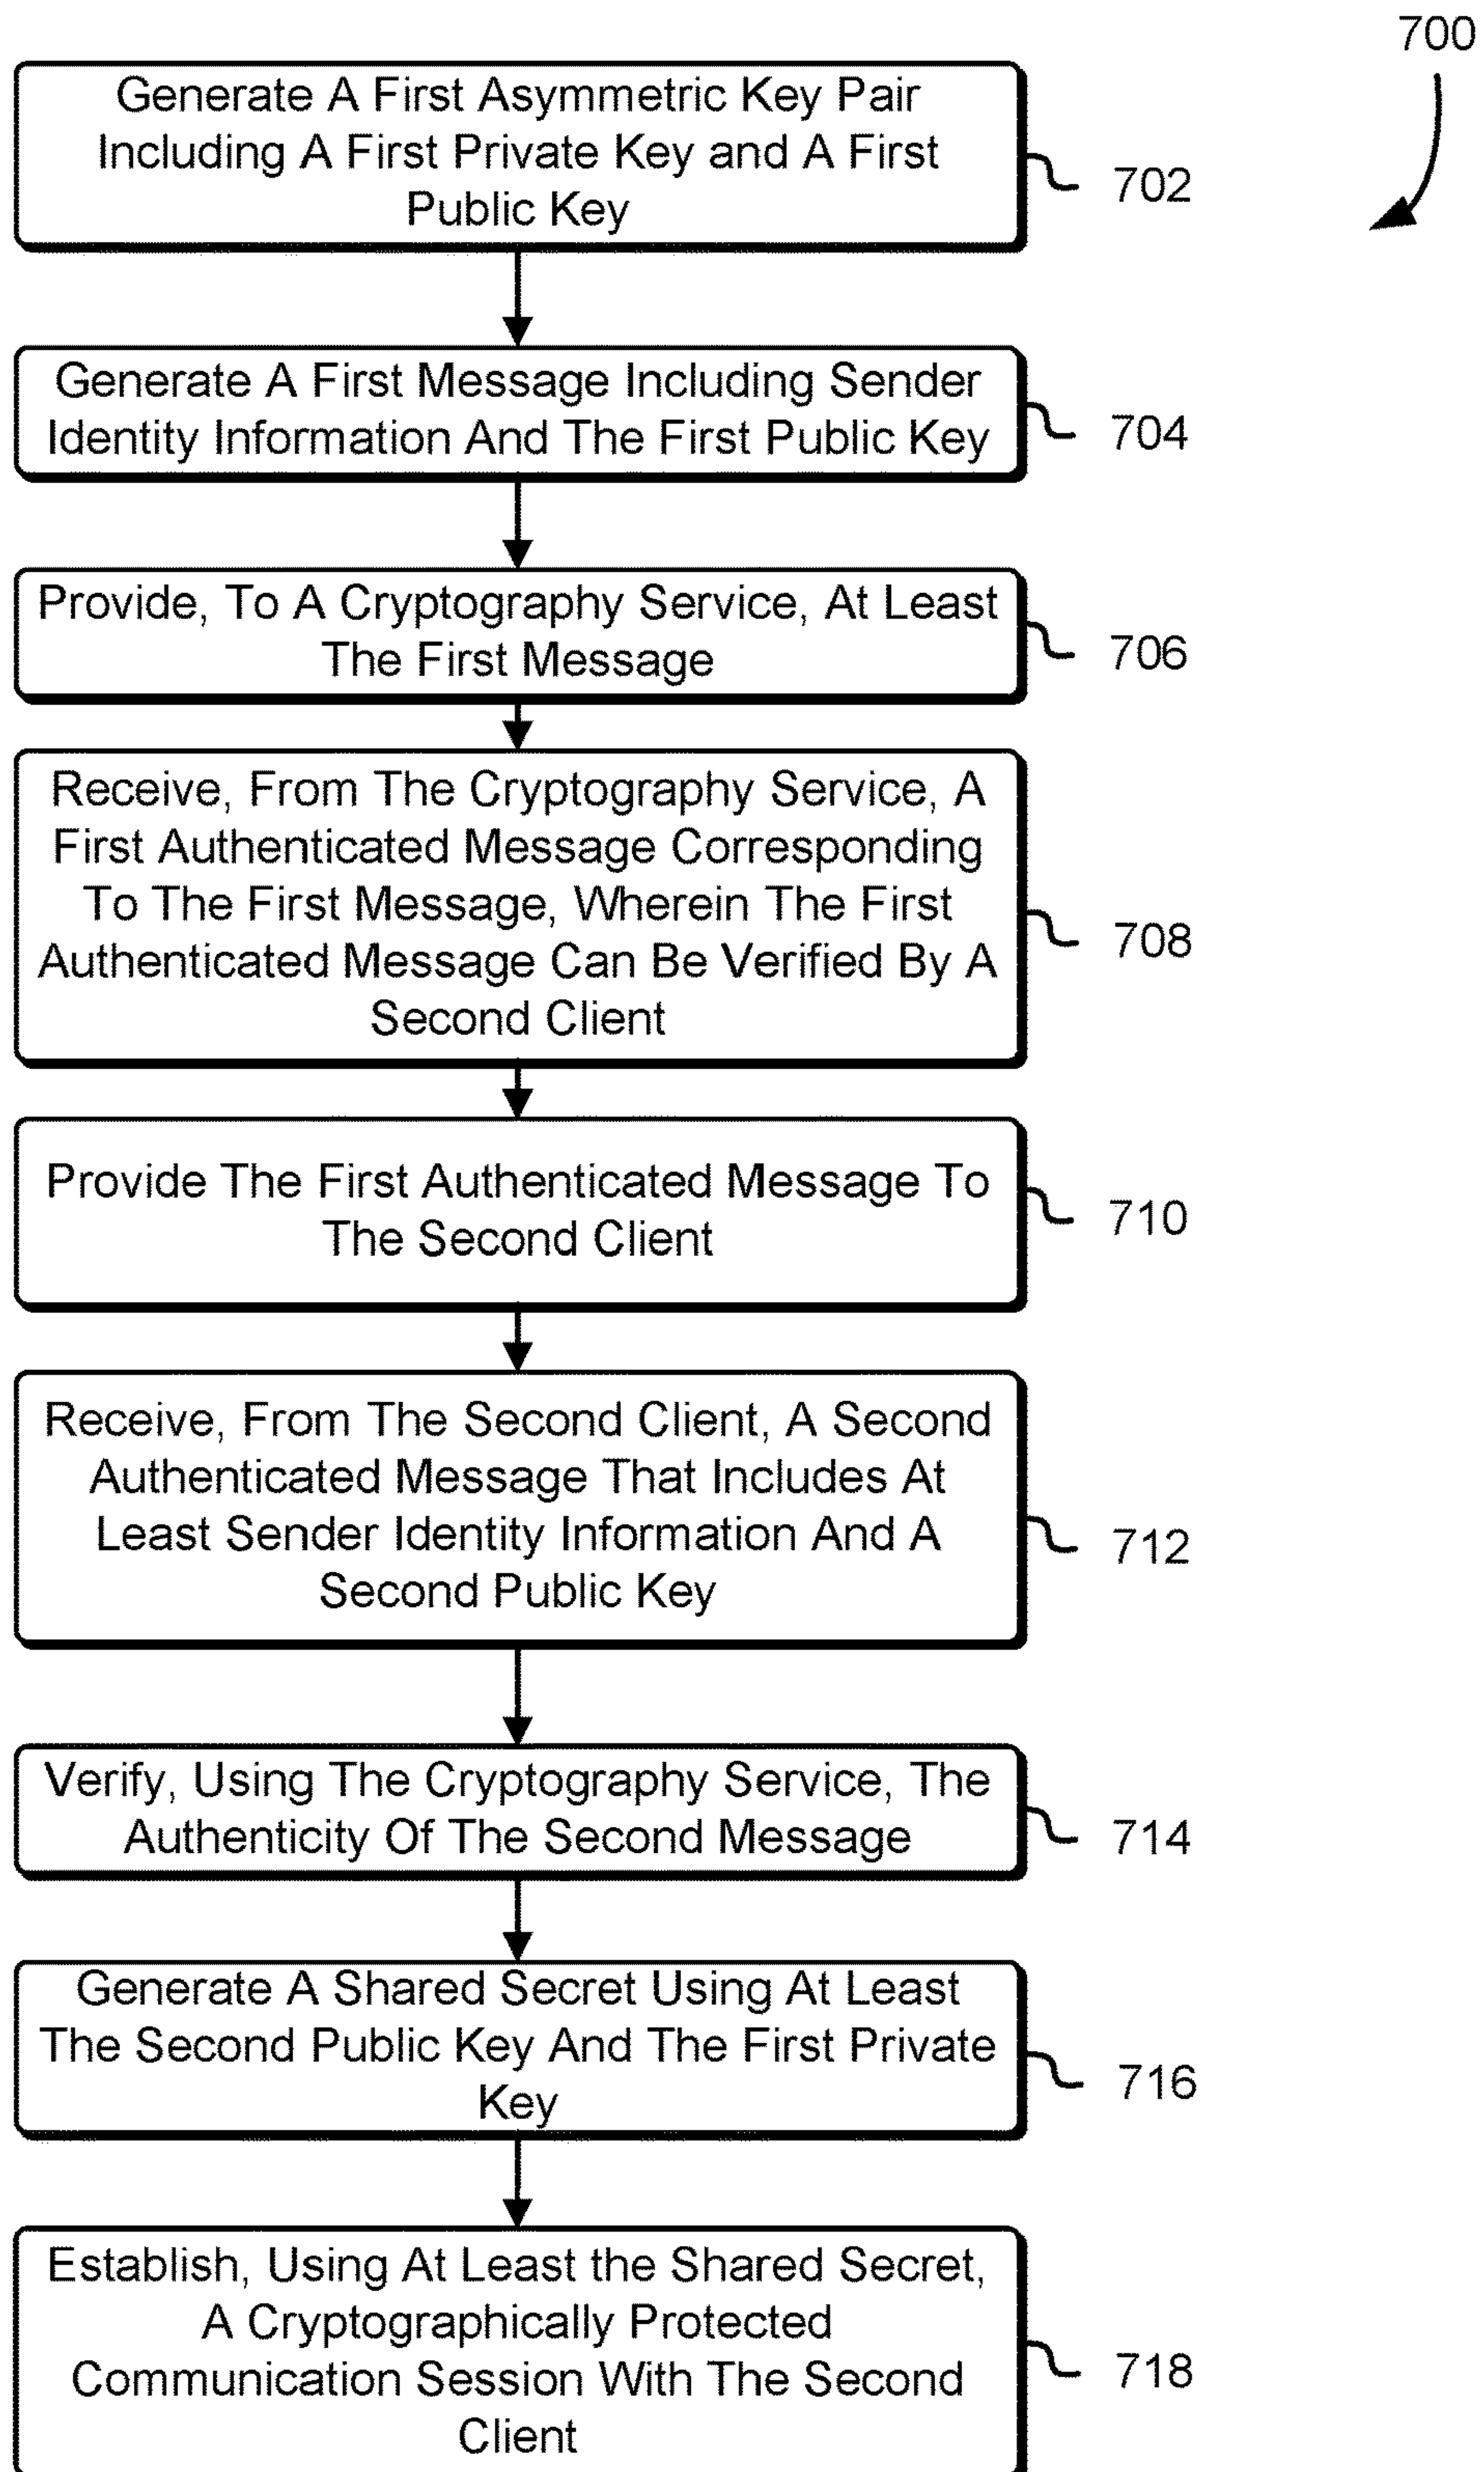 700
Generate A First Asymmetric Key Pair
Including A First Private Key and A First
Public Key
702
Generate A First Message Including Sender
Identity Information And The First Public Key
704
Provide, To A Cryptography Service, At Least
The First Message
706
Receive, From The Cryptography Service, A
First Authenticated Message Corresponding
To The First Message, Wherein The First
Authenticated Message Can Be Verified By A
Second Client
708
Provide The First Authenticated Message To
The Second Client
710
Receive, From The Second Client, A Second
Authenticated Message That Includes At
Least Sender Identity Information And A
Second Public Key
712
Verify, Using The Cryptography Service, The
Authenticity Of The Second Message
714
Generate A Shared Secret Using At Least
The Second Public Key And The First Private
Key
716
Establish, Using At Least the Shared Secret,
A Cryptographically Protected
Communication Session With The Second
Client
718